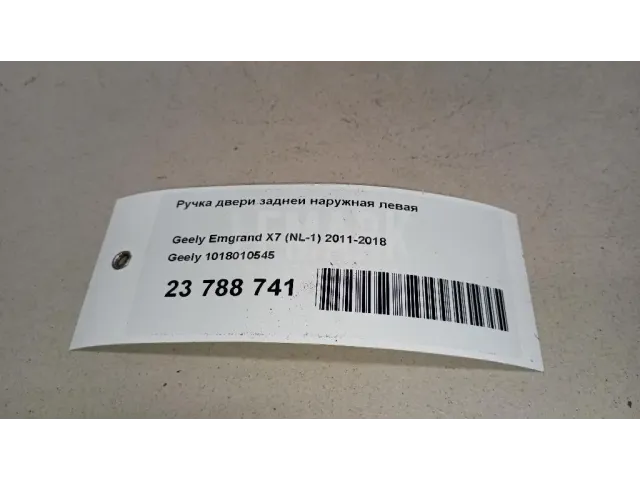 Ручка двери задней наружная левая
Geely Emgrand X7 (NL-1) 2011-2018
Geely 1018010545
23 788 741